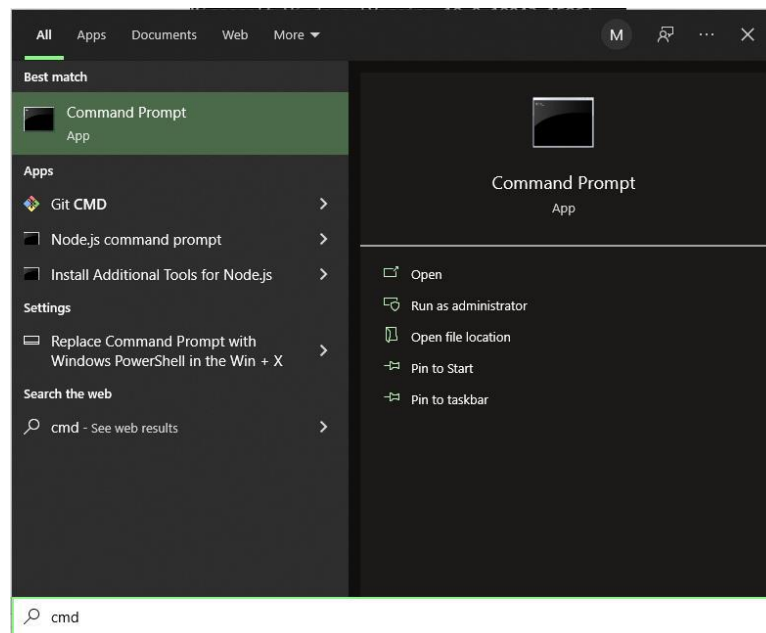 All Apps Documents Web More M
Best match
Command Prompt
App
Apps
Git CMD
Node.js command prompt
Install Additional Tools for Node.js
Settings
Replace Command Prompt with
Windows PowerShell in the Win + X
Search the web
cmd - See web results
Command Prompt
App
Open
Run as administrator
Open file location
Pin to Start
Pin to taskbar
cmd